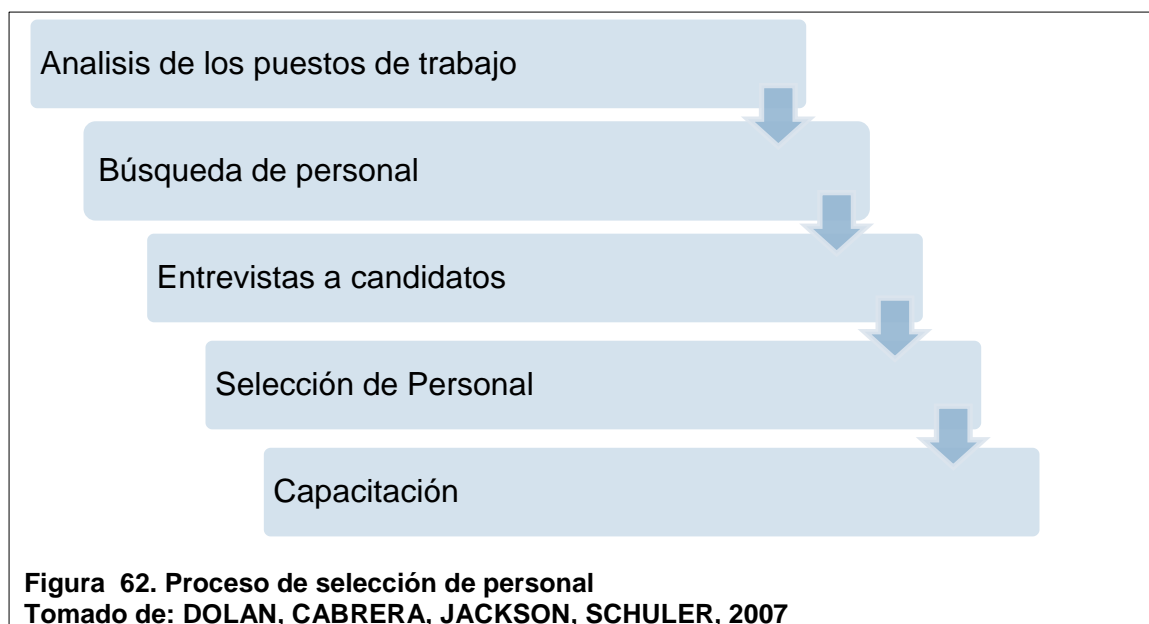 Analisis de los puestos de trabajo
Búsqueda de personal
Entrevistas a candidatos
Selección de Personal
Capacitación
Figura 62. Proceso de selección de personal
Tomado de: DOLAN, CABRERA, JACKSON, SCHULER, 2007